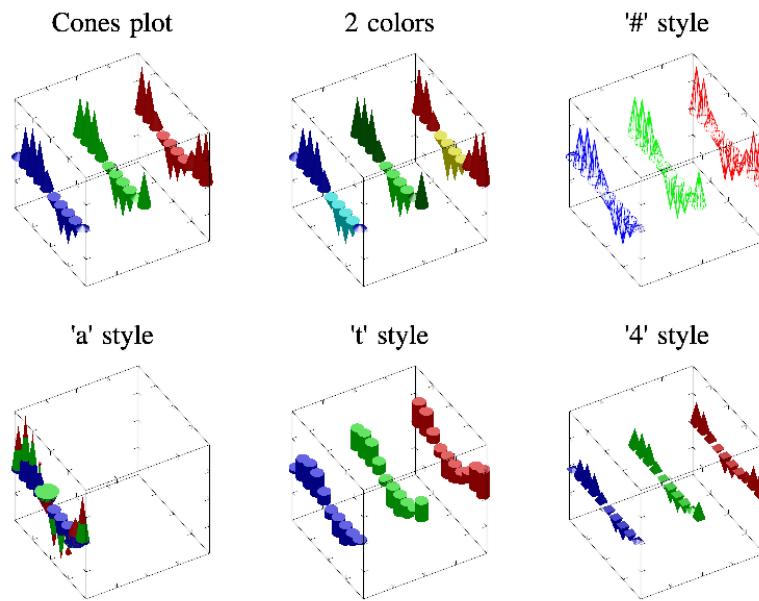 Cones plot
2 colors
'#' style
'a' style
't' style
'4' style